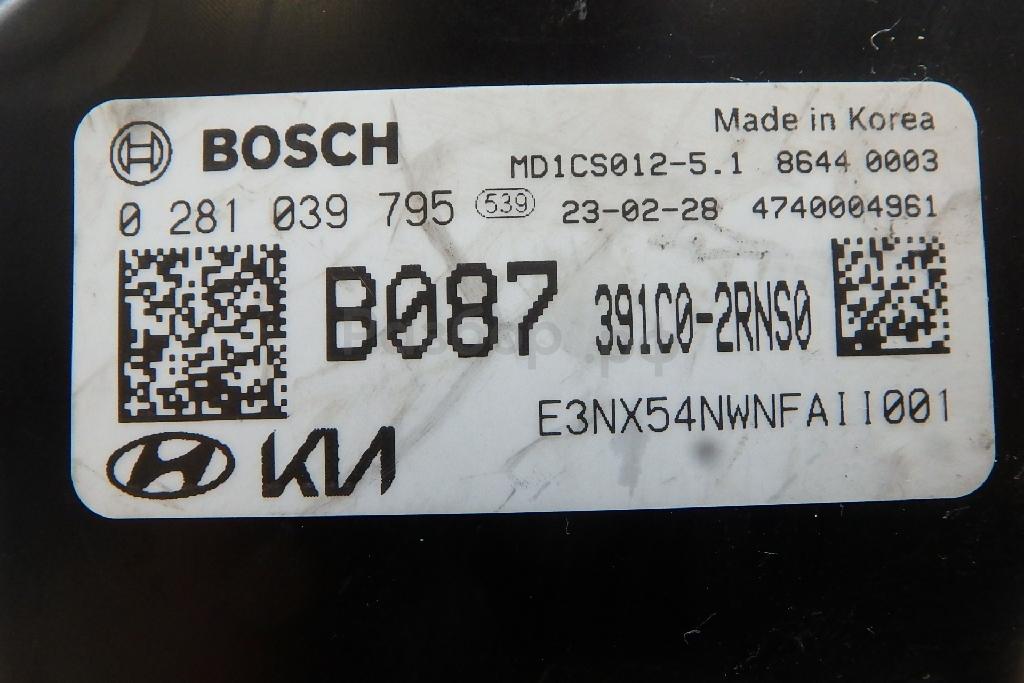 BOSCH
Made in Korea
MD1CS012-5.1 8644 0003
0 281 039 795 539 23-02-28 4740004961
B087 391C0-2RNS0
E3NX54NWNFAII001
KIA